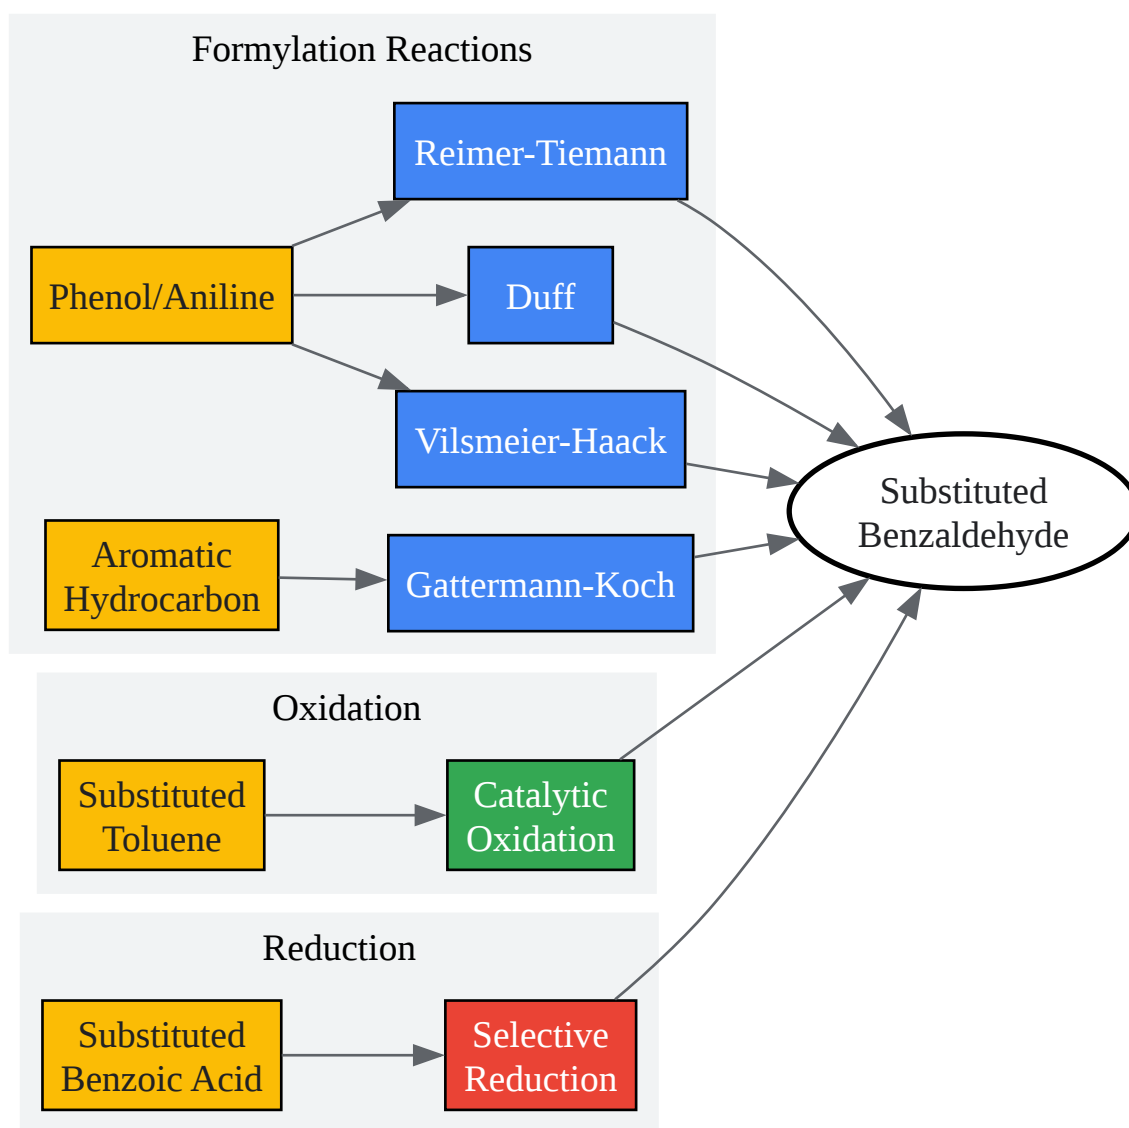 Formylation Reactions
Reimer-Tiemann
Phenol/Aniline
Duff
Vilsmeier-Haack
Aromatic
Hydrocarbon
Gattermann-Koch
Substituted
Benzaldehyde
Oxidation
Substituted
Toluene
Catalytic
Oxidation
Reduction
Substituted
Benzoic Acid
Selective
Reduction